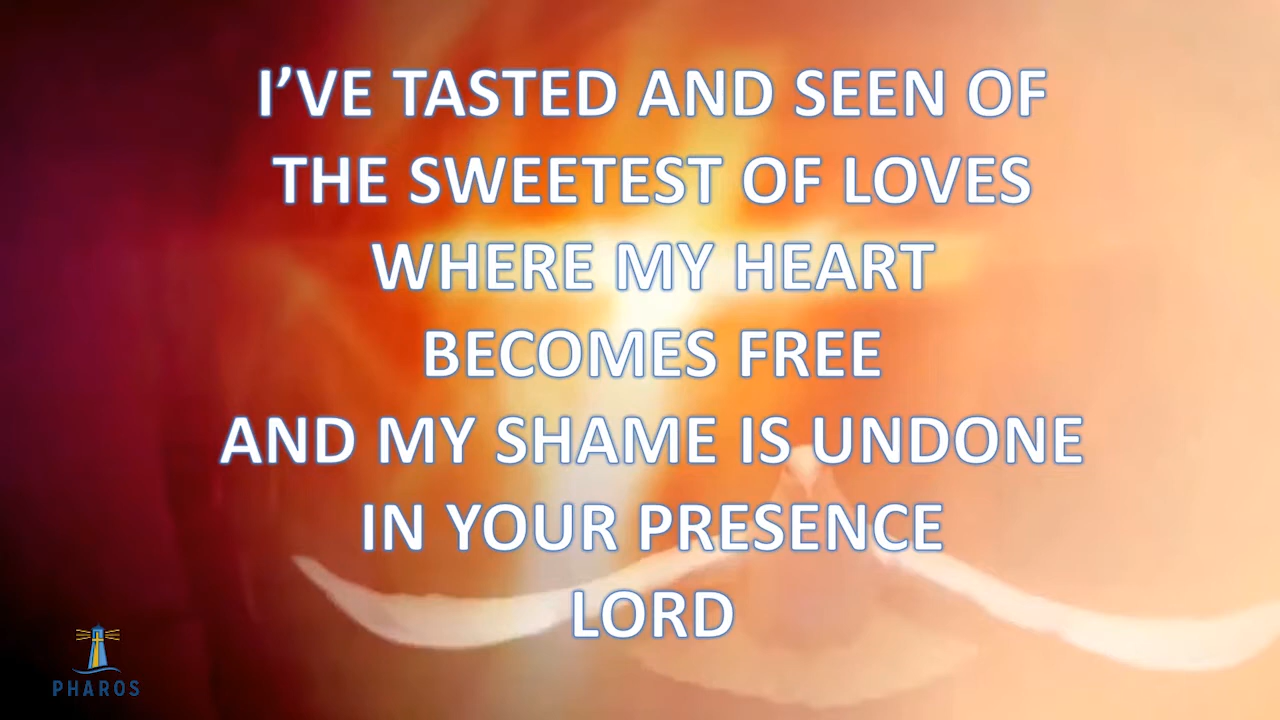 I'VE TASTED AND SEEN OF
THE SWEETEST OF LOVES
WHERE MY HEART
BECOMES FREE
AND MY SHAME IS UNDONE
IN YOUR PRESENCE
LORD
PHAROS